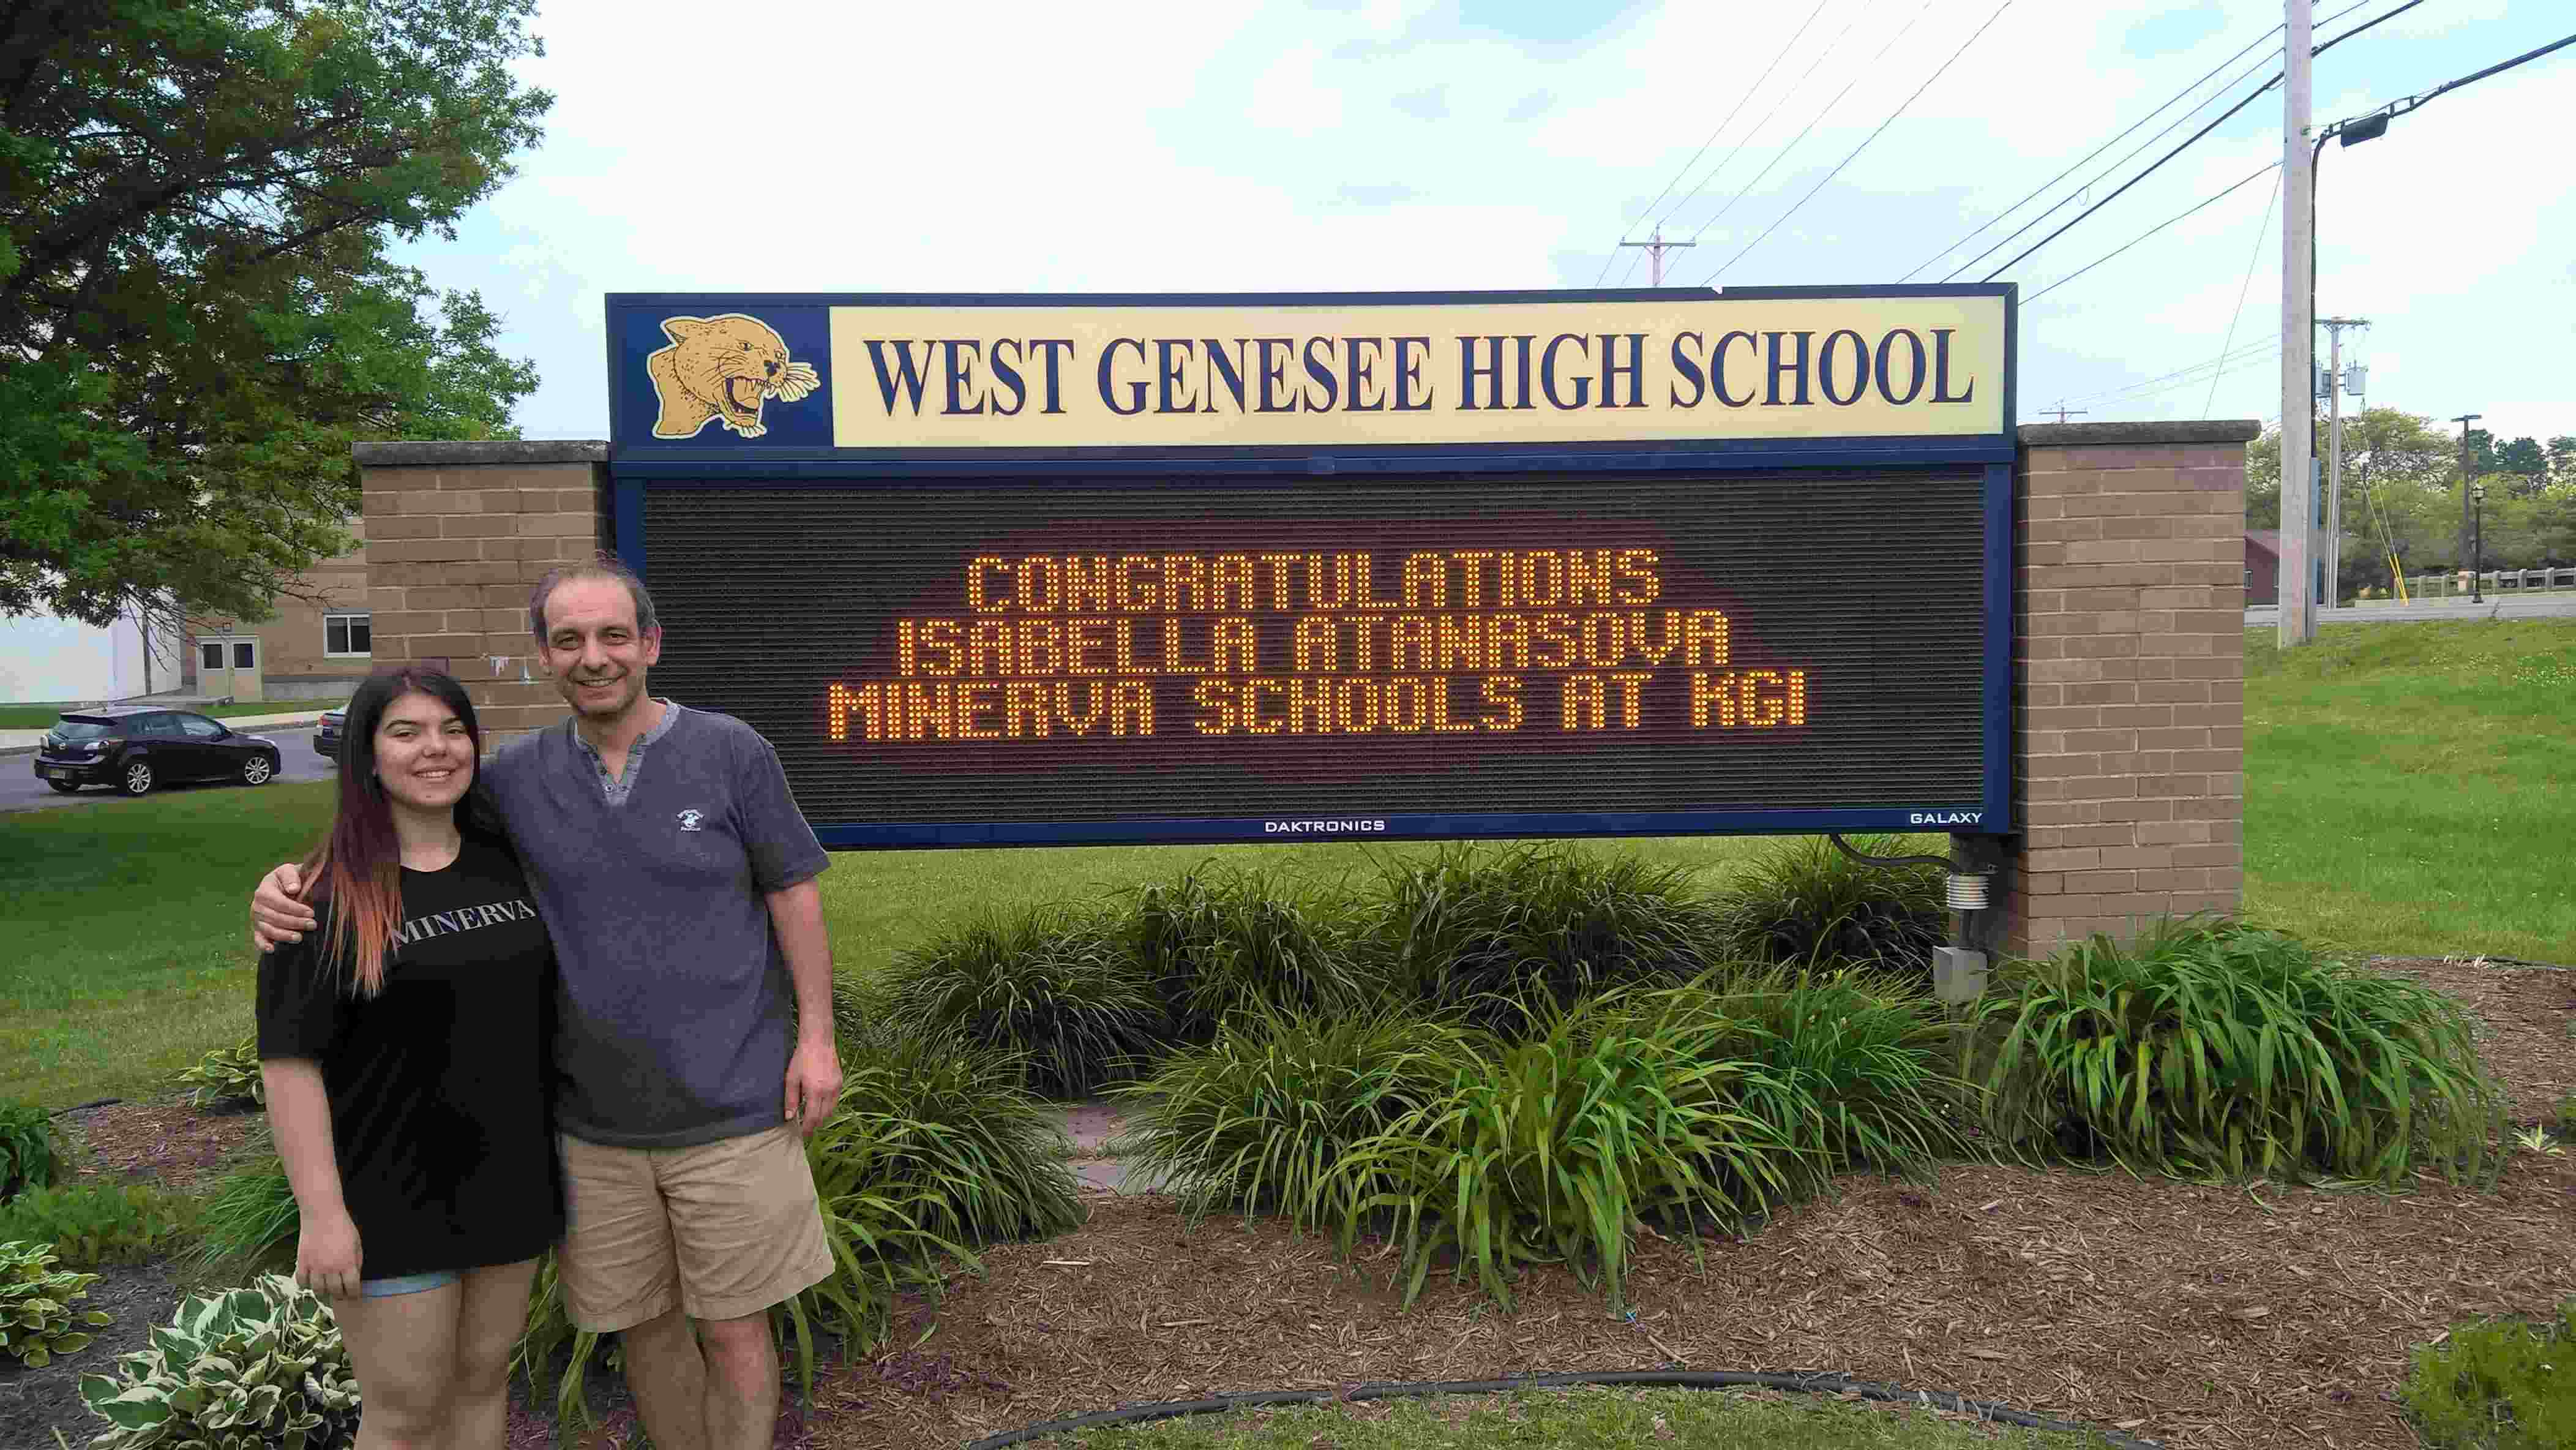 WEST GENESEE HIGH SCHOOL
CONGRATULATIONS
ISABELLA ATANASOVA
MINERVA SCHOOLS AT KGI
DAKTRONICS
GALAXY
MINERVA